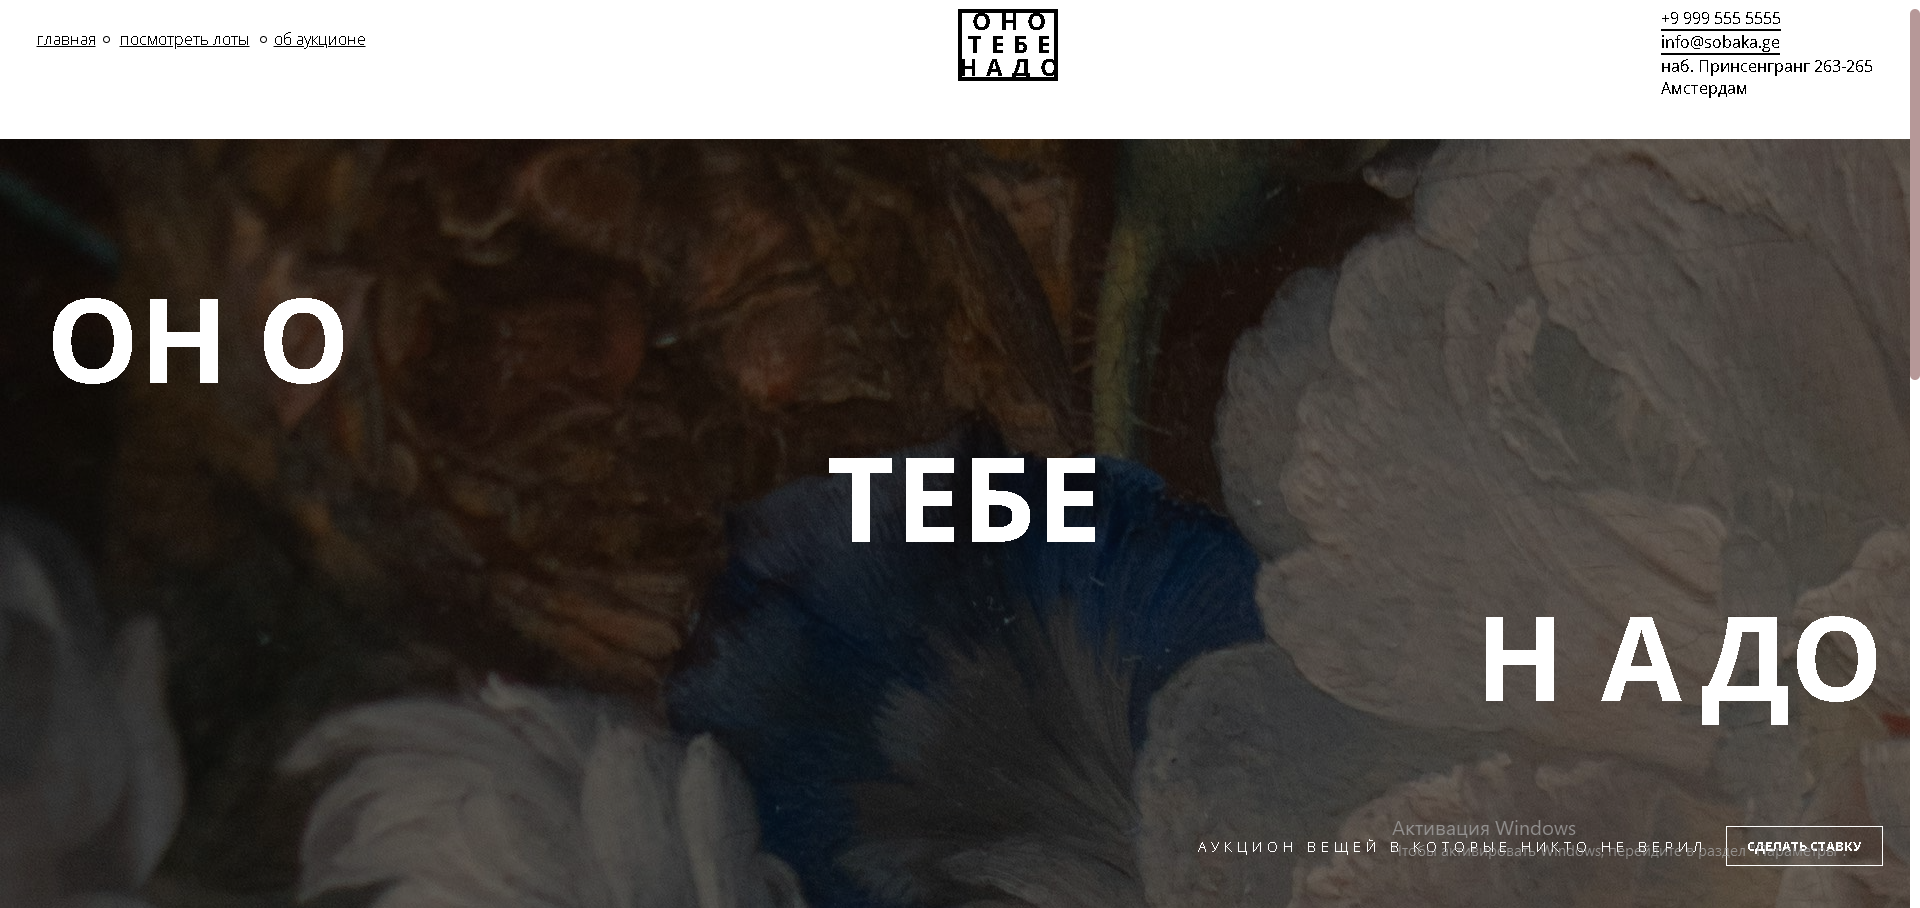 главная
посмотреть лоты
об аукционе
ОНО
ТЕБЕ
НАДО
+9 999 555 5555
info@sobaka.ge
наб. Принсенгранг 263-265
Амстердам
ОН О
ТЕБЕ
Н АДО
Активация Windows
АУКЦИОН ВЕЩЕЙ В КОТОРЫЕ НИКТО НЕ ВЕРИЛ
Чтобы активировать Windows, перейдите в раздел "Параметры".
СДЕЛАТЬ СТАВКУ